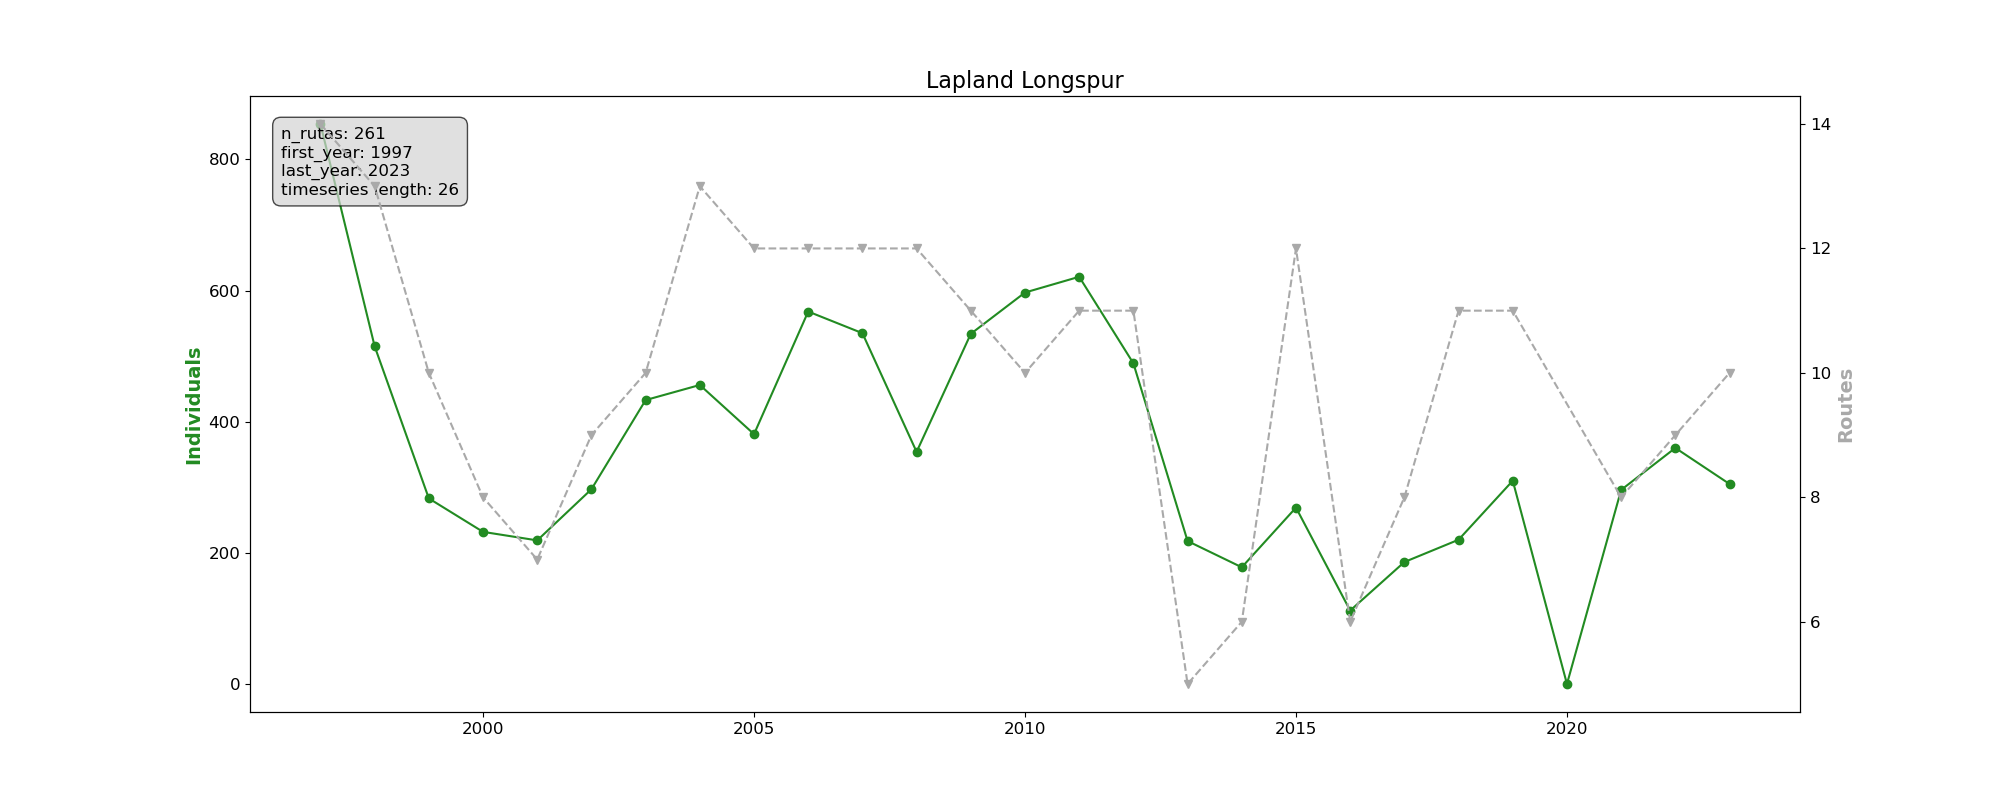 Lapland Longspur
n_rutas: 261
first_year: 1997
last_year: 2023
timeseries length: 26
800
600
400
200
0
Individuals
14
12
10
8
6
Routes
2000
2005
2010
2015
2020